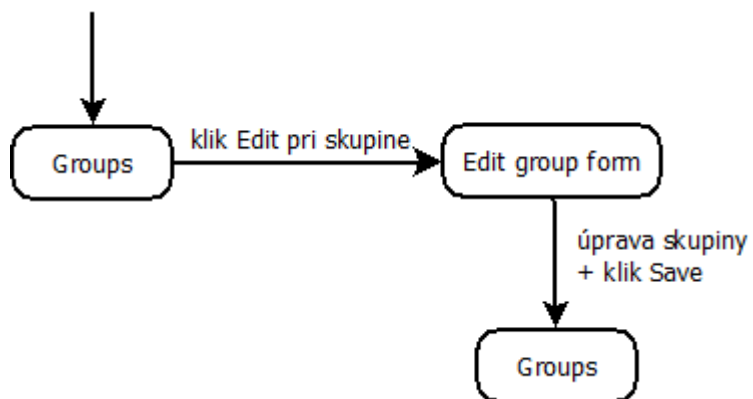 klik Edit pri skupine
Groups
Edit group form
úprava skupiny
+ klik Save
Groups